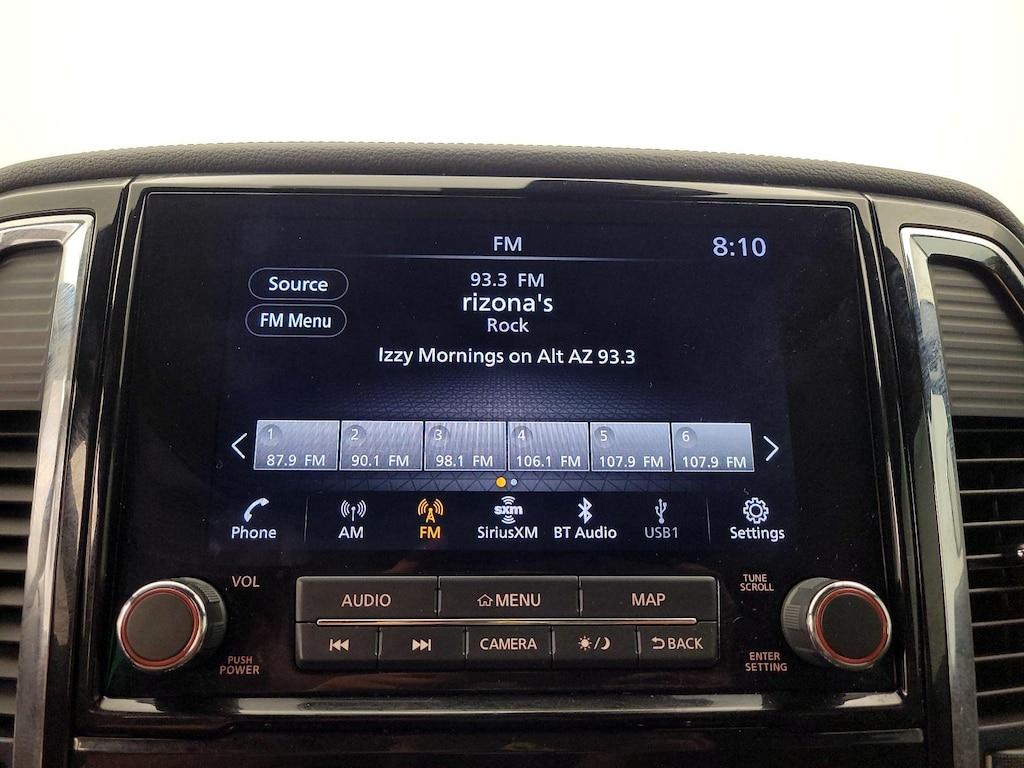 FM
8:10
Source
FM Menu
93.3 FM
rizona's
Rock
Izzy Mornings on Alt AZ 93.3
1 2 3 4 5 6
87.9 FM 90.1 FM 98.1 FM 106.1 FM 107.9 FM 107.9 FM
sxm
Phone AM FM SiriusXM BT Audio USB1 Settings
VOL
PUSH
POWER
AUDIO MENU MAP
CAMERA BACK
TUNE
SCROLL
ENTER
SETTING